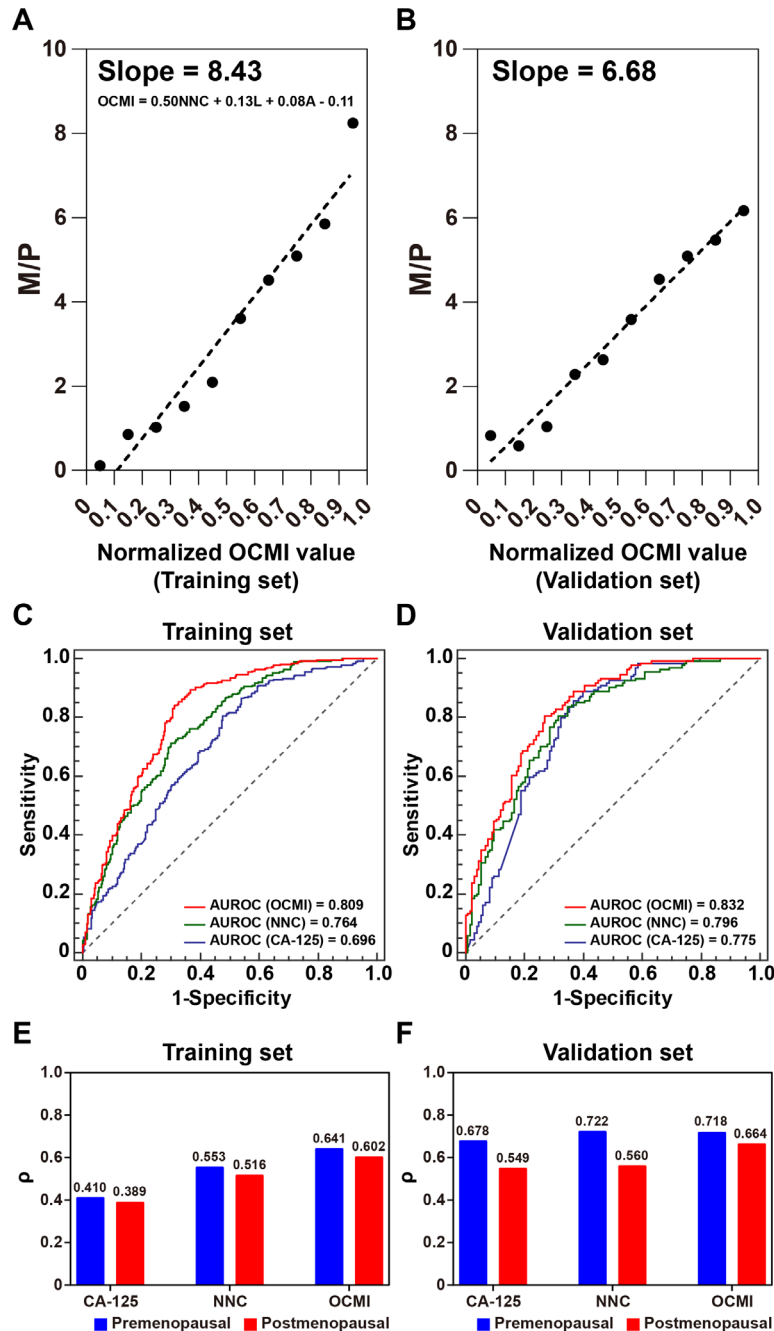 A
Slope = 8.43
OCMI = 0.50NNC + 0.13L + 0.08A - 0.11
M/P
10
8
6
4
2
0
0 0.1 0.2 0.3 0.4 0.5 0.6 0.7 0.8 0.9 1.0
Normalized OCMI value
(Training set)
B
Slope = 6.68
M/P
10
8
6
4
2
0
0 0.1 0.2 0.3 0.4 0.5 0.6 0.7 0.8 0.9 1.0
Normalized OCMI value
(Validation set)
C
Training set
Sensitivity
1.0
0.8
0.6
0.4
0.2
0
AUROC (OCMI) = 0.809
AUROC (NNC) = 0.764
AUROC (CA-125) = 0.696
0 0.2 0.4 0.6 0.8 1.0
1-Specificity
D
Validation set
Sensitivity
1.0
0.8
0.6
0.4
0.2
0
AUROC (OCMI) = 0.832
AUROC (NNC) = 0.796
AUROC (CA-125) = 0.775
0 0.2 0.4 0.6 0.8 1.0
1-Specificity
E
Training set
ρ
1.0
0.8
0.6
0.4
0.2
0
0.410 0.389 0.553 0.516 0.641 0.602
CA-125 NNC OCMI
Premenopausal Postmenopausal
F
Validation set
ρ
1.0
0.8
0.6
0.4
0.2
0
0.678 0.549 0.722 0.560 0.718 0.664
CA-125 NNC OCMI
Premenopausal Postmenopausal